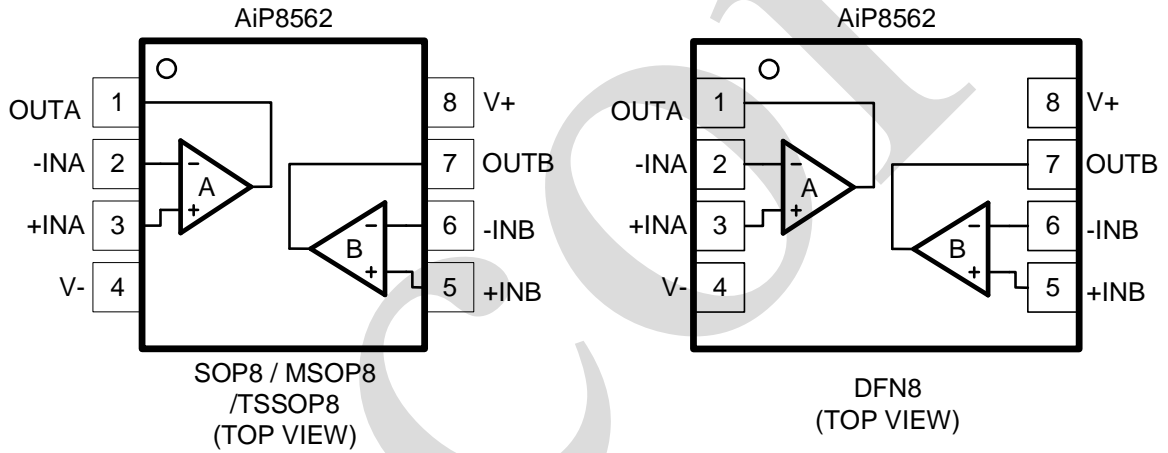 AiP8562
OUTA 1
8 V+
-INA 2
7 OUTB
A
+INA 3
6 -INB
B
V- 4
5 +INB
SOP8 / MSOP8
/TSSOP8
(TOP VIEW)
AiP8562
OUTA 1
8 V+
-INA 2
7 OUTB
A
+INA 3
6 -INB
B
V- 4
5 +INB
DFN8
(TOP VIEW)